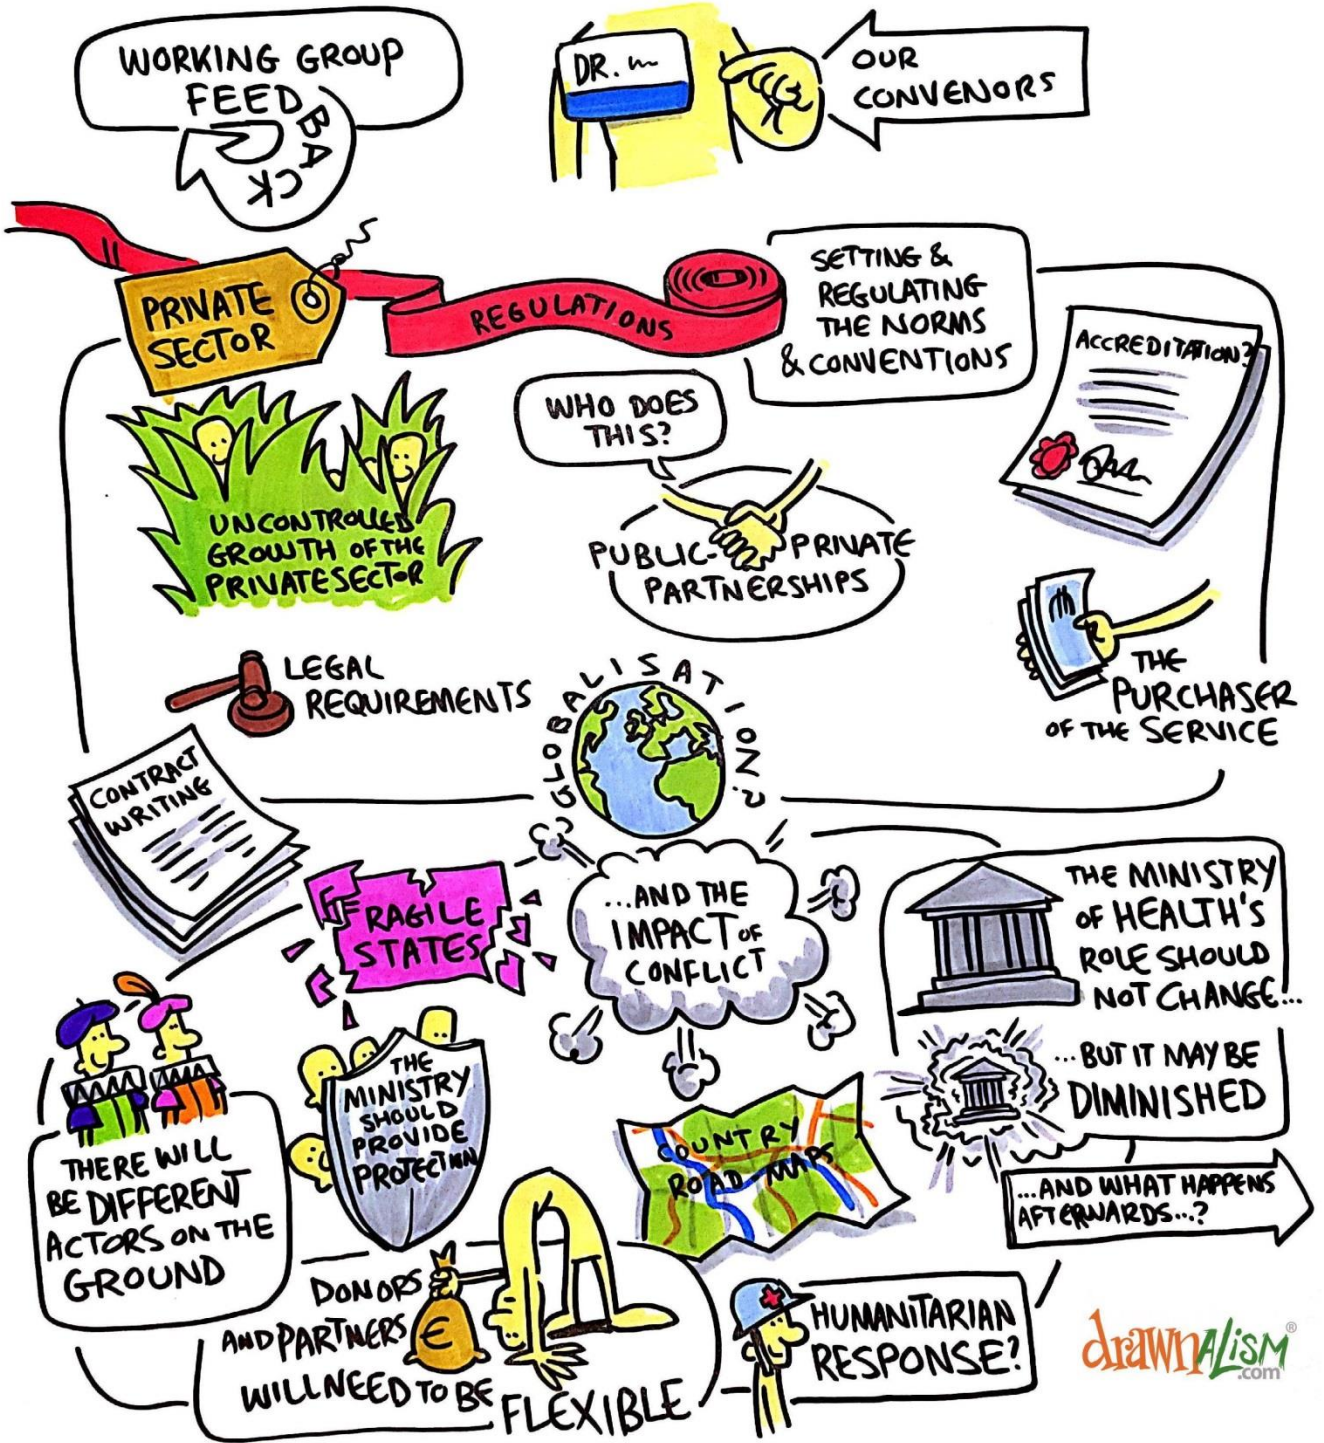 WORKING GROUP
FEEDBACK
DR.
OUR
CONVENORS
PRIVATE
SECTOR
REGULATIONS
SETTING &
REGULATING
THE NORMS
& CONVENTIONS
ACCREDITATION?
WHO DOES
THIS?
UNCONTROLLED
GROWTH OF THE
PRIVATE SECTOR
PUBLIC-PRIVATE
PARTNERSHIPS
THE
PURCHASER
OF THE SERVICE
LEGAL
REQUIREMENTS
GLOBALISATION?
CONTRACT
WRITING
FRAGILE
STATES
...AND THE
IMPACT OF
CONFLICT
THE MINISTRY
OF HEALTH'S
ROLE SHOULD
NOT CHANGE...
...BUT IT MAY BE
DIMINISHED
...AND WHAT HAPPENS
AFTERWARDS...?
THE
MINISTRY
SHOULD
PROVIDE
PROTECTION
COUNTRY
ROAD MAPS
THERE WILL
BE DIFFERENT
ACTORS ON THE
GROUND
DONORS
AND PARTNERS
€
WILL NEED TO BE
FLEXIBLE
HUMANITARIAN
RESPONSE?
drawnalism®
.com